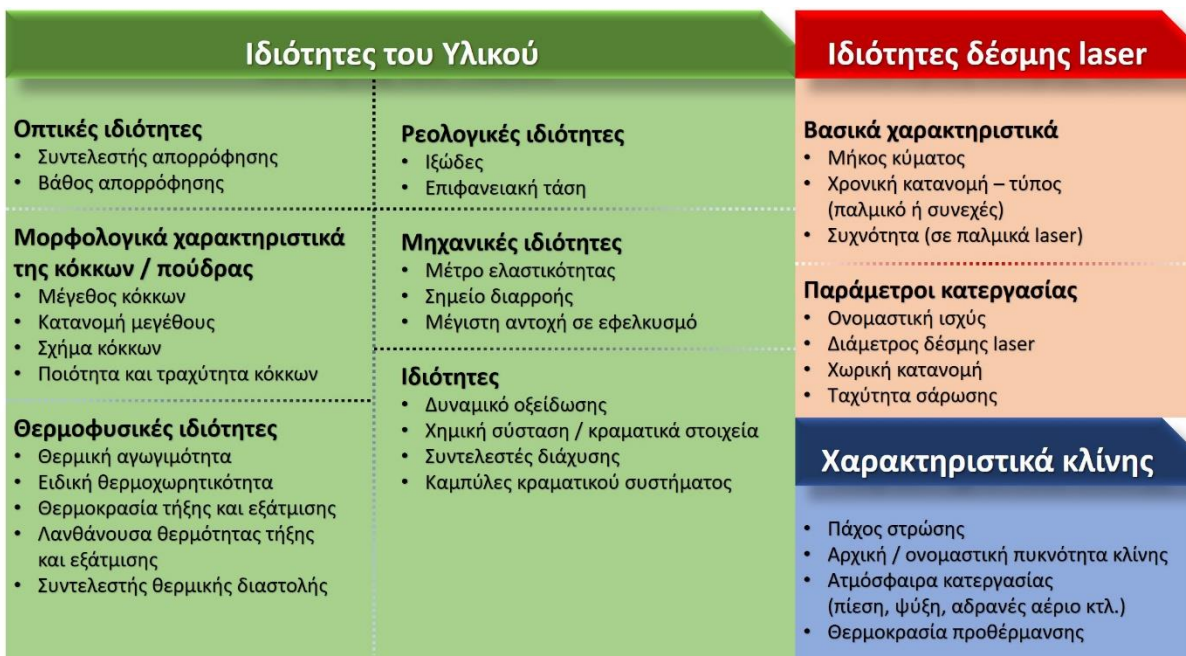 Ιδιότητες του Υλικού
Οπτικές ιδιότητες
• Συντελεστής απορρόφησης
• Βάθος απορρόφησης
Μορφολογικά χαρακτηριστικά
της κόκκων / πούδρας
• Μέγεθος κόκκων
• Κατανομή μεγέθους
• Σχήμα κόκκων
• Ποιότητα και τραχύτητα κόκκων
Θερμοφυσικές ιδιότητες
• Θερμική αγωγιμότητα
• Ειδική θερμοχωρητικότητα
• Θερμοκρασία τήξης και εξάτμισης
• Λανθάνουσα θερμότητας τήξης
και εξάτμισης
• Συντελεστής θερμικής διαστολής
Ρεολογικές ιδιότητες
• Ιξώδες
• Επιφανειακή τάση
Μηχανικές ιδιότητες
• Μέτρο ελαστικότητας
• Σημείο διαρροής
• Μέγιστη αντοχή σε εφελκυσμό
Ιδιότητες
• Δυναμικό οξείδωσης
• Χημική σύσταση / κραματικά στοιχεία
• Συντελεστές διάχυσης
• Καμπύλες κραματικού συστήματος
Ιδιότητες δέσμης laser
Βασικά χαρακτηριστικά
• Μήκος κύματος
• Χρονική κατανομή – τύπος
(παλμικό ή συνεχές)
• Συχνότητα (σε παλμικά laser)
Παράμετροι κατεργασίας
• Ονομαστική ισχύς
• Διάμετρος δέσμης laser
• Χωρική κατανομή
• Ταχύτητα σάρωσης
Χαρακτηριστικά κλίνης
• Πάχος στρώσης
• Αρχική / ονομαστική πυκνότητα κλίνης
• Ατμόσφαιρα κατεργασίας
(πίεση, ψύξη, αδρανές αέριο κτλ.)
• Θερμοκρασία προθέρμανσης